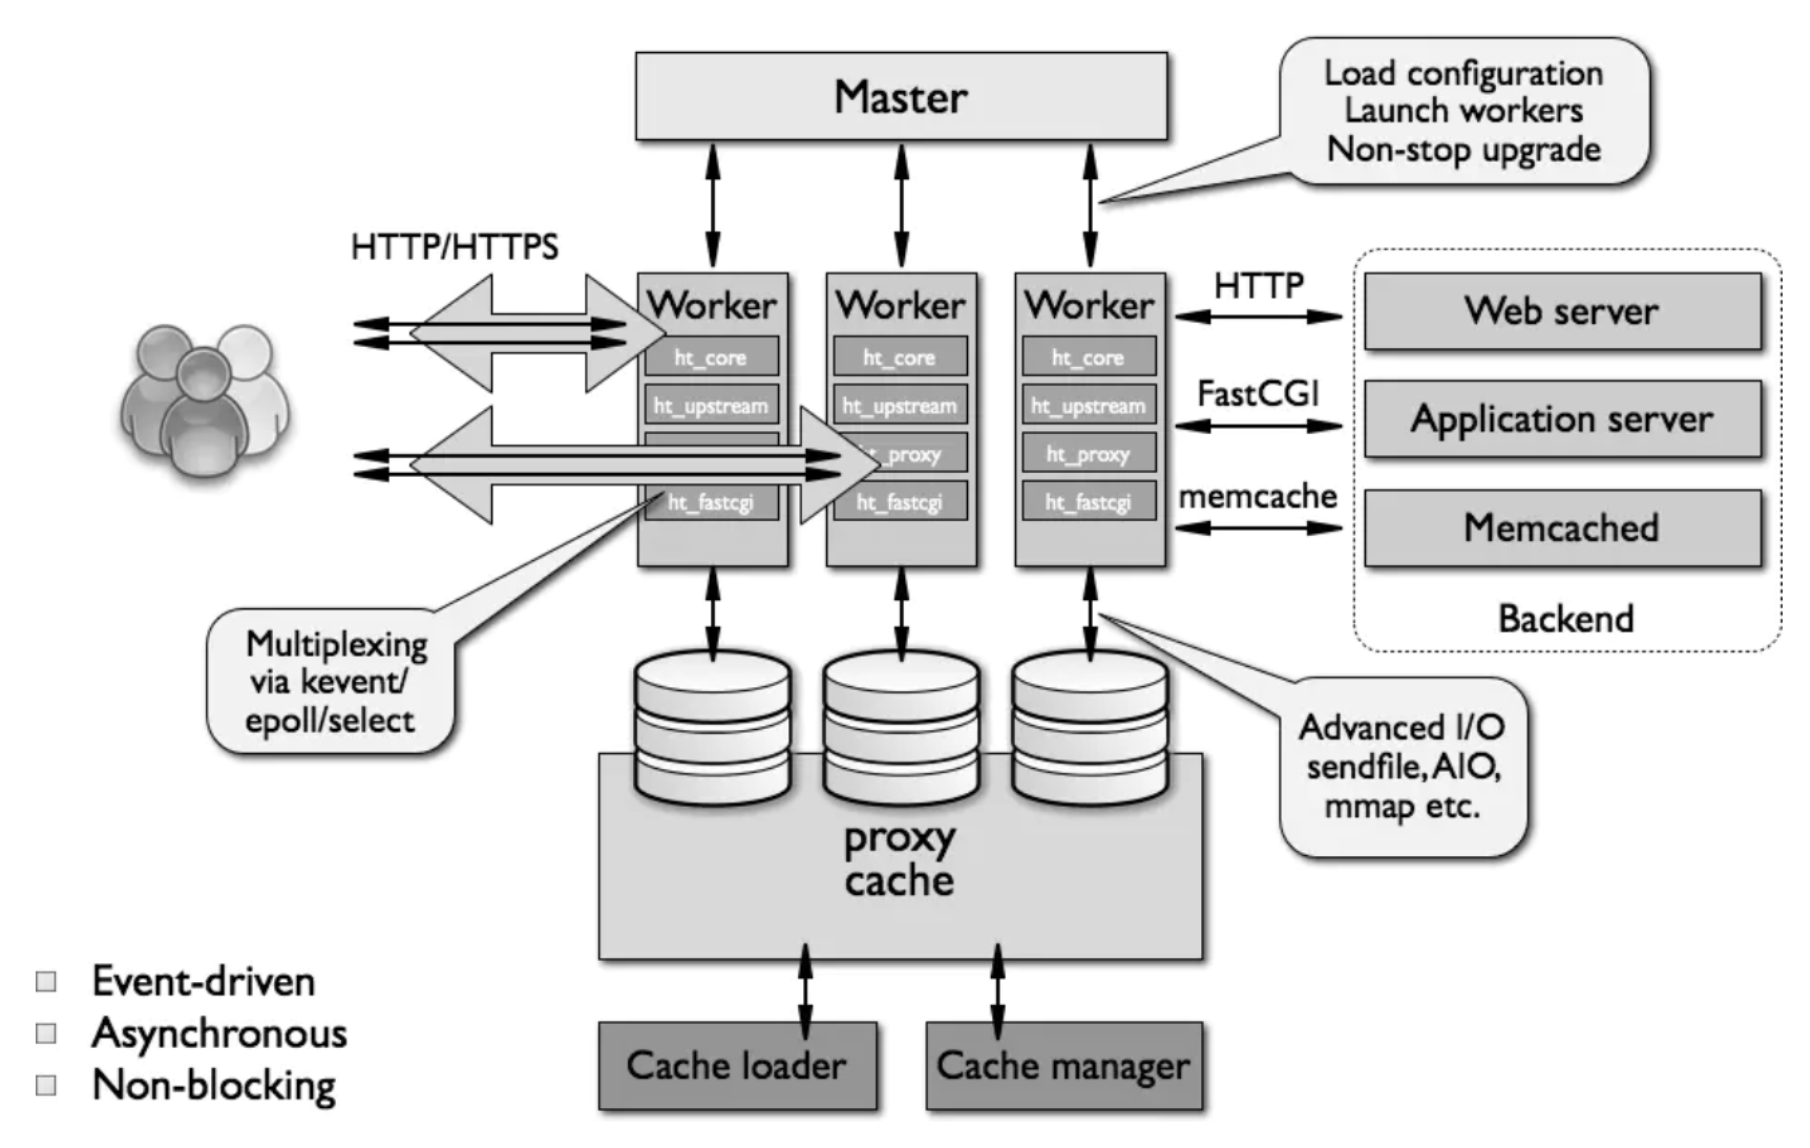 Master
Load configuration
Launch workers
Non-stop upgrade
HTTP/HTTPS
Worker
ht_core
ht_upstream
ht_fastcgi
Worker
ht_core
ht_upstream
ht_proxy
ht_fastcgi
Worker
ht_core
ht_upstream
ht_proxy
ht_fastcgi
HTTP
FastCGI
memcache
Web server
Application server
Memcached
Backend
Multiplexing
via kevent/
epoll/select
Advanced I/O
sendfile, AIO,
mmap etc.
proxy
cache
Cache loader
Cache manager
Event-driven
Asynchronous
Non-blocking